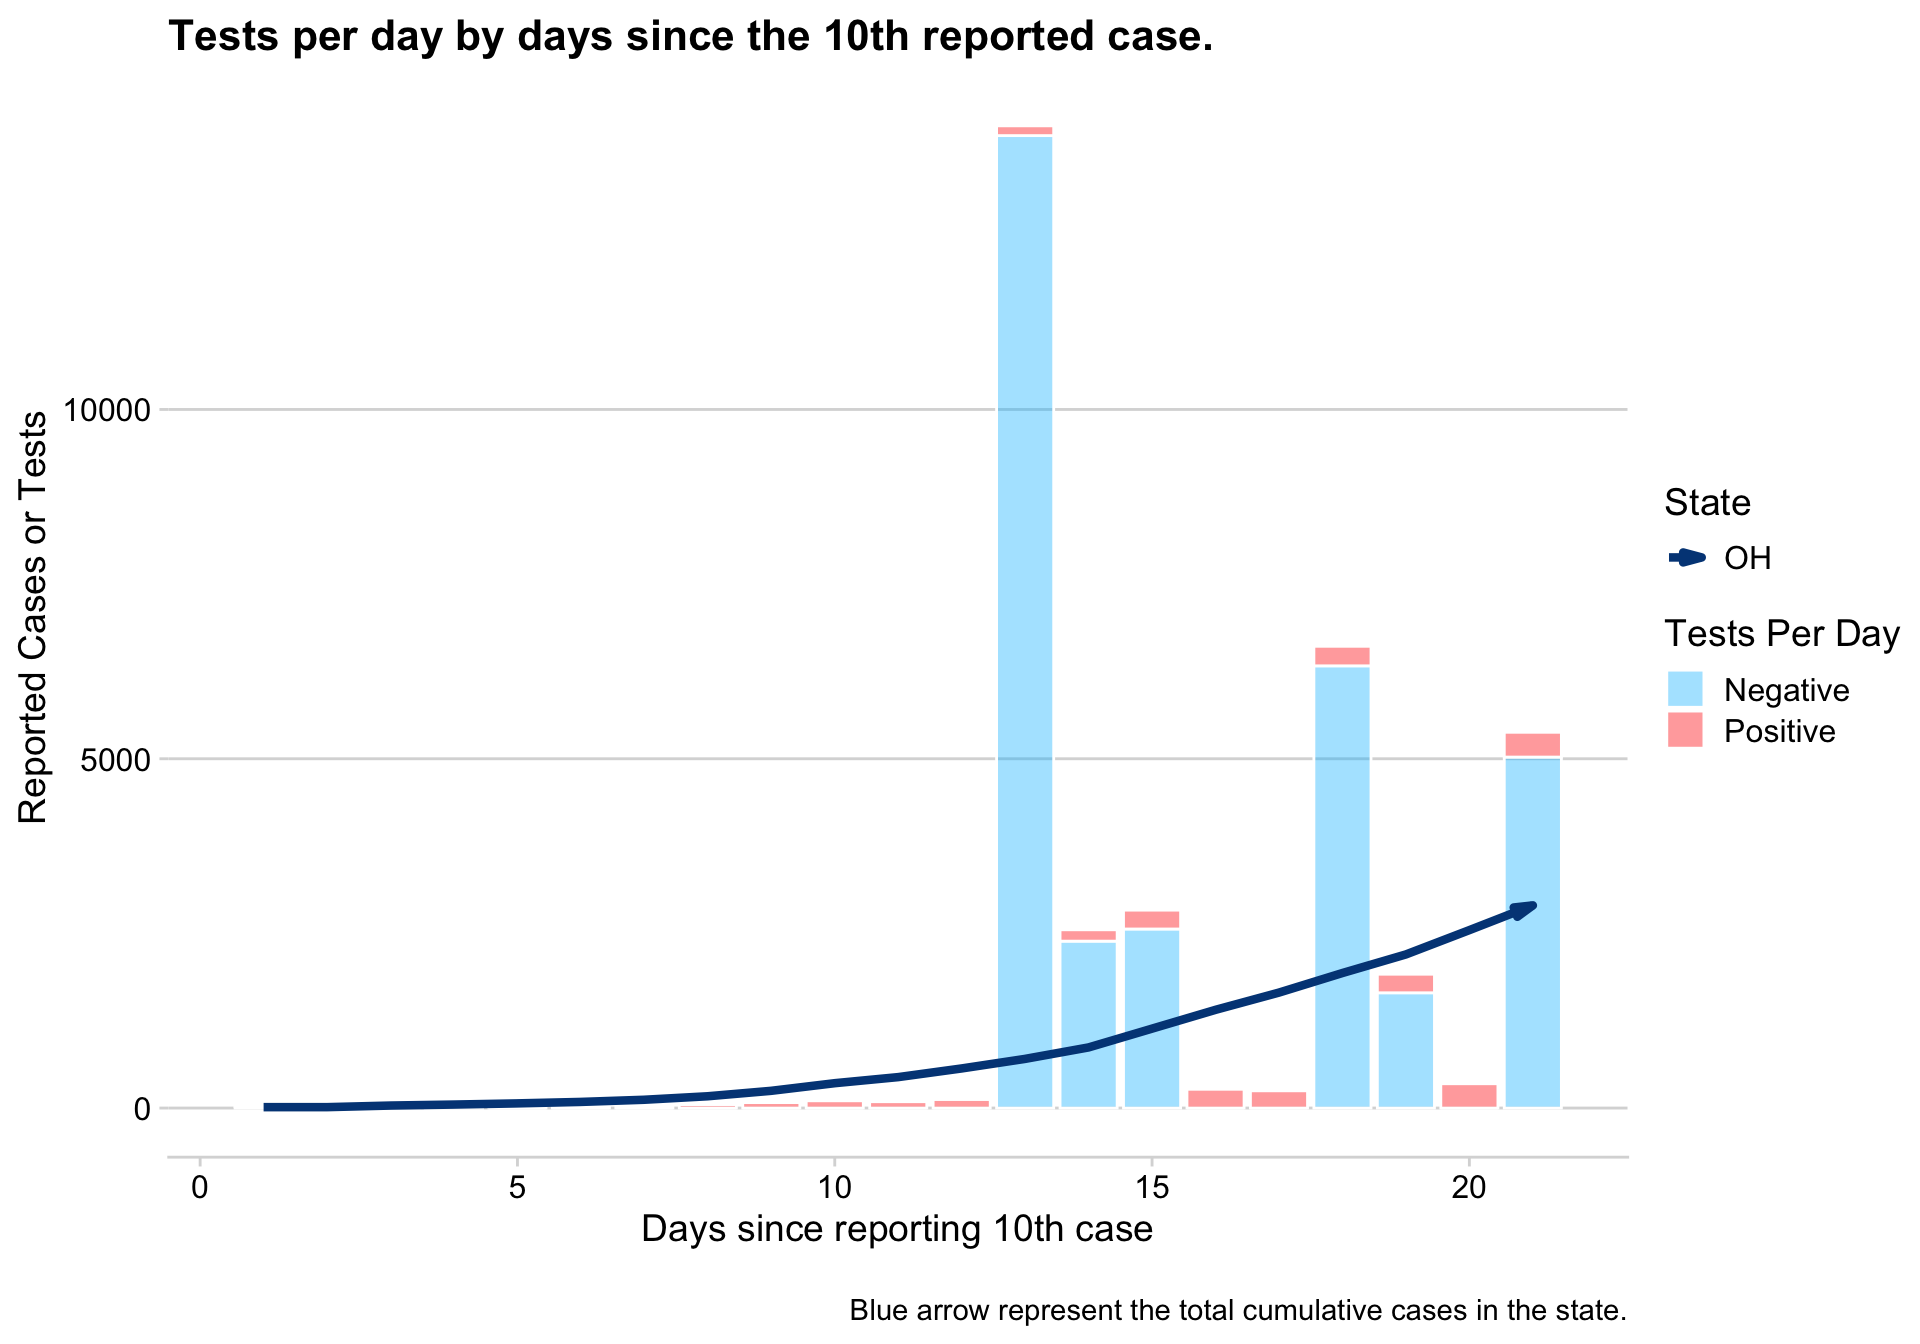 Tests per day by days since the 10th reported case.
Reported Cases or Tests
10000
5000
0
0
5
10
15
20
Days since reporting 10th case
State
OH
Tests Per Day
Negative
Positive
Blue arrow represent the total cumulative cases in the state.